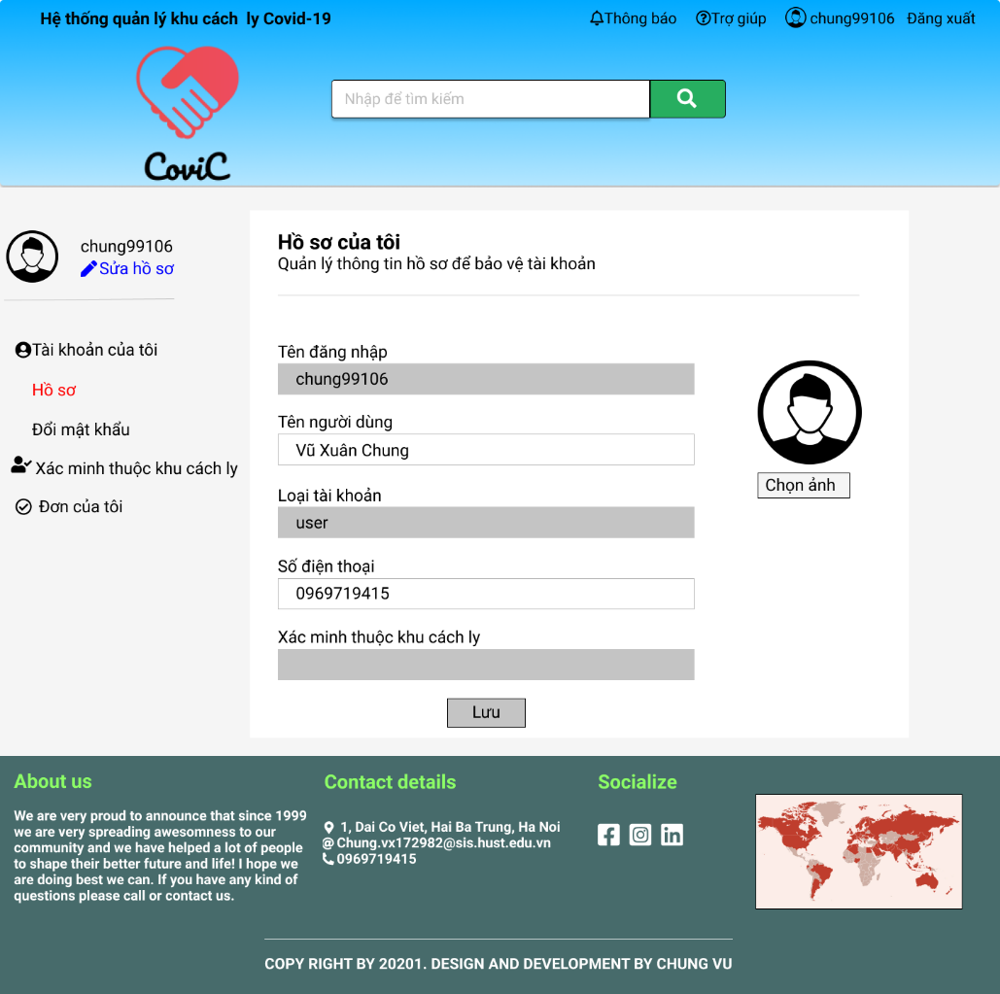 Hệ thống quản lý khu cách ly Covid-19
Thông báo
Trợ giúp
chung99106
Đăng xuất
Nhập để tìm kiếm
CoviC
chung99106
Sửa hồ sơ
Tài khoản của tôi
Hồ sơ
Đổi mật khẩu
Xác minh thuộc khu cách ly
Đơn của tôi
Hồ sơ của tôi
Quản lý thông tin hồ sơ để bảo vệ tài khoản
Tên đăng nhập
chung99106
Tên người dùng
Vũ Xuân Chung
Loại tài khoản
user
Số điện thoại
0969719415
Xác minh thuộc khu cách ly
Lưu
Chọn ảnh
About us
We are very proud to announce that since 1999
we are very spreading awesomness to our
community and we have helped a lot of people
to shape their better future and life! I hope we
are doing best we can. If you have any kind of
questions please call or contact us.
Contact details
1, Dai Co Viet, Hai Ba Trung, Ha Noi
@ Chung.vx172982@sis.hust.edu.vn
0969719415
Socialize
COPY RIGHT BY 20201. DESIGN AND DEVELOPMENT BY CHUNG VU